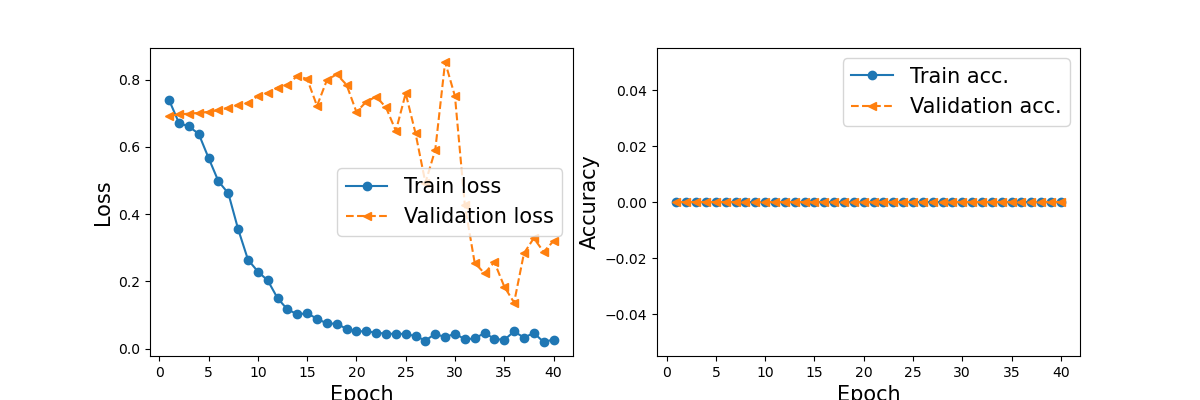 Loss
0.8
0.6
0.4
0.2
0.0
Train loss
Validation loss
0 5 10 15 20 25 30 35 40
Epoch
Accuracy
0.04
0.02
0.00
−0.02
−0.04
Train acc.
Validation acc.
0 5 10 15 20 25 30 35 40
Epoch